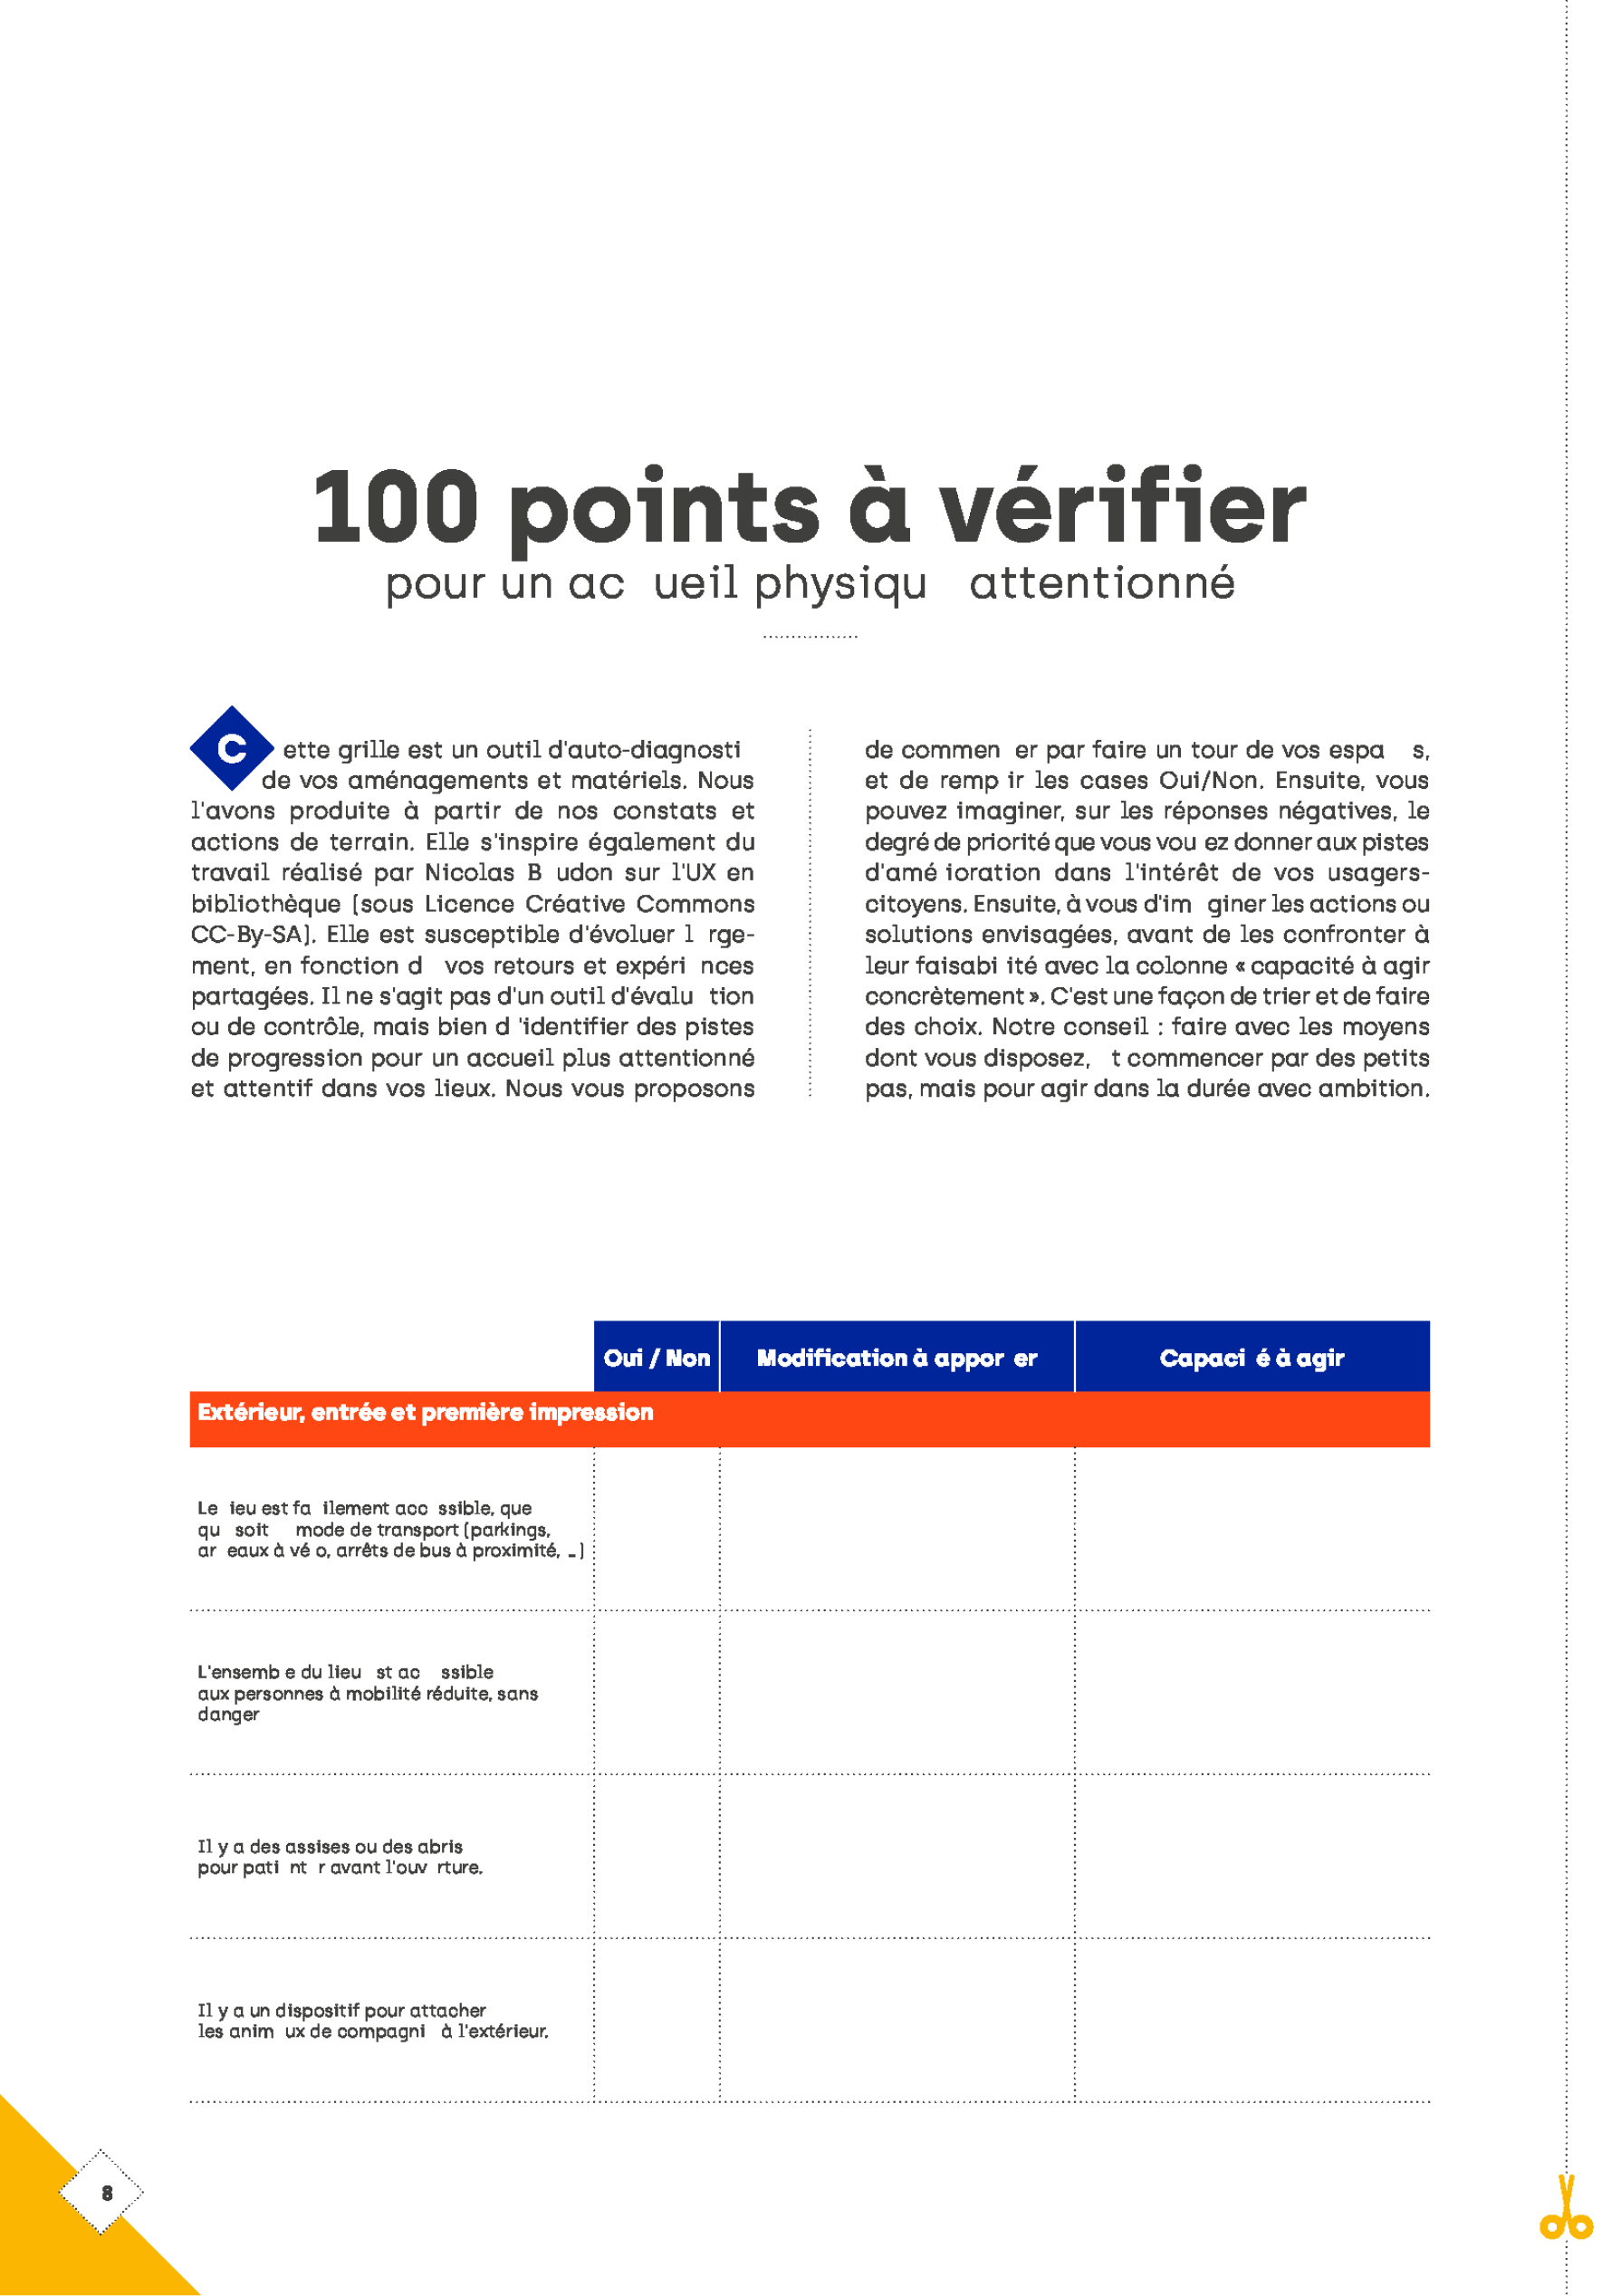 100 points à vérifier
pour un ac ueil physiqu attentionné
Cette grille est un outil d'auto-diagnosti
de vos aménagements et matériels. Nous
l'avons produite à partir de nos constats et
actions de terrain. Elle s'inspire également du
travail réalisé par Nicolas B udon sur l'UX en
bibliothèque (sous Licence Créative Commons
CC-By-SA). Elle est susceptible d'évoluer l rge-
ment, en fonction d vos retours et expéri nces
partagées. Il ne s'agit pas d'un outil d'évalu tion
ou de contrôle, mais bien d 'identifier des pistes
de progression pour un accueil plus attentionné
et attentif dans vos lieux. Nous vous proposons
de commen er par faire un tour de vos espa s,
et de remp ir les cases Oui/Non. Ensuite, vous
pouvez imaginer, sur les réponses négatives, le
degré de priorité que vous vou ez donner aux pistes
d'amé ioration dans l'intérêt de vos usagers-
citoyens. Ensuite, à vous d'im giner les actions ou
solutions envisagées, avant de les confronter à
leur faisabi ité avec la colonne « capacité à agir
concrètement ». C'est une façon de trier et de faire
des choix. Notre conseil : faire avec les moyens
dont vous disposez, t commencer par des petits
pas, mais pour agir dans la durée avec ambition.
Oui / Non Modification à appor er Capaci é à agir
Extérieur, entrée et première impression
Le ieu est fa ilement acc ssible, que
qu soit mode de transport (parkings,
ar eaux à vé o, arrêts de bus à proximité, …)
L'ensemb e du lieu st ac ssible
aux personnes à mobilité réduite, sans
danger
Il y a des assises ou des abris
pour pati nt r avant l'ouv rture.
Il y a un dispositif pour attacher
les anim ux de compagni à l'extérieur.
8